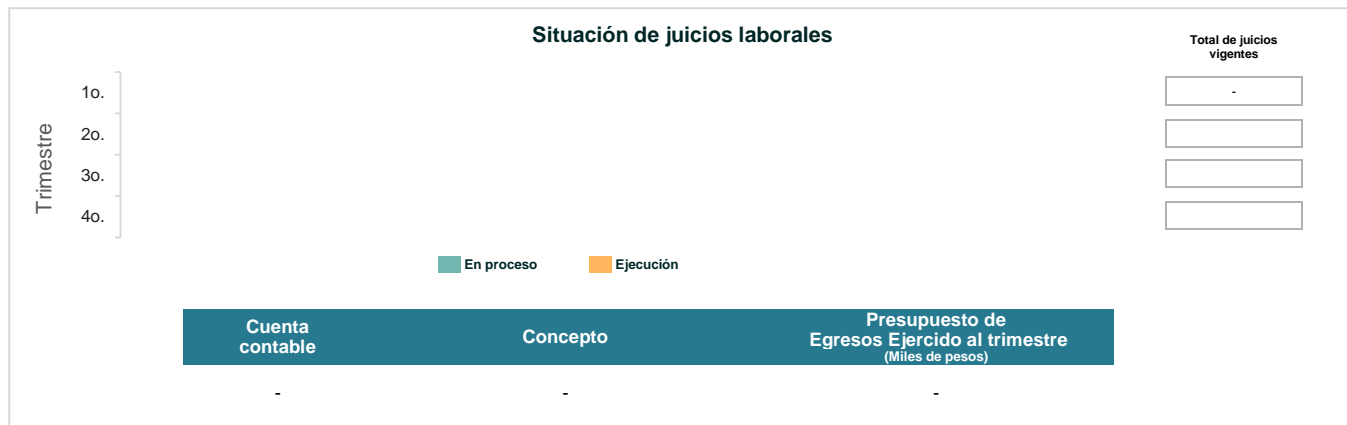 Situación de juicios laborales
Total de juicios
vigentes
Trimestre
1o.
-
2o.
3o.
4o.
En proceso
Ejecución
Cuenta
contable
Concepto
Presupuesto de
Egresos Ejercido al trimestre
(Miles de pesos)
-
-
-